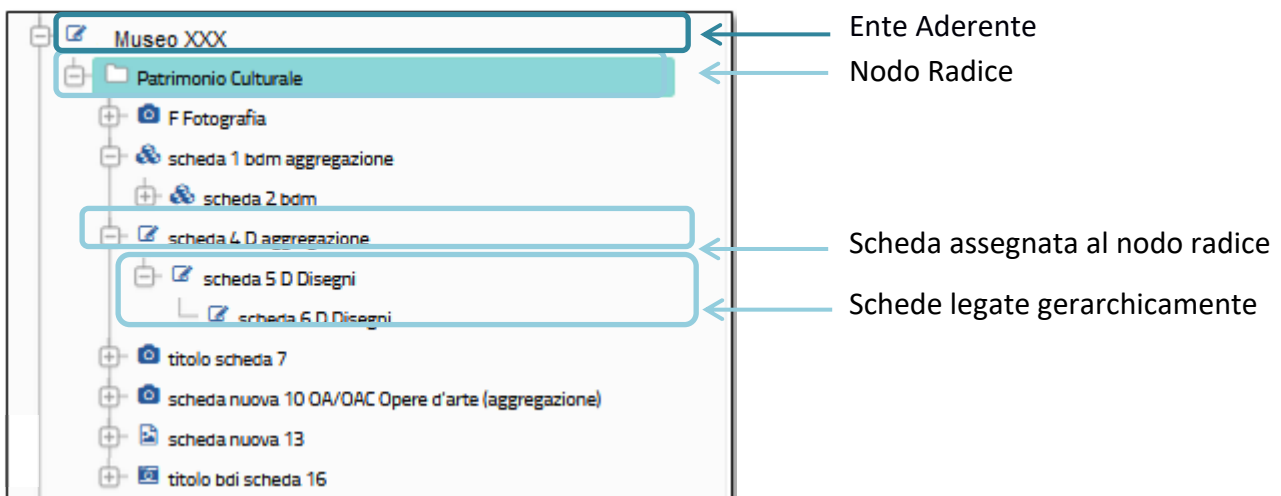 Museo XXX
Ente Aderente
Patrimonio Culturale
Nodo Radice
F Fotografia
scheda 1 bdm aggregazione
scheda 2 bdm
scheda 4 D aggregazione
Scheda assegnata al nodo radice
scheda 5 D Disegni
Schede legate gerarchicamente
scheda 6 D Disegni
titolo scheda 7
scheda nuova 10 OA/OAC Opere d'arte (aggregazione)
scheda nuova 13
titolo bdi scheda 16